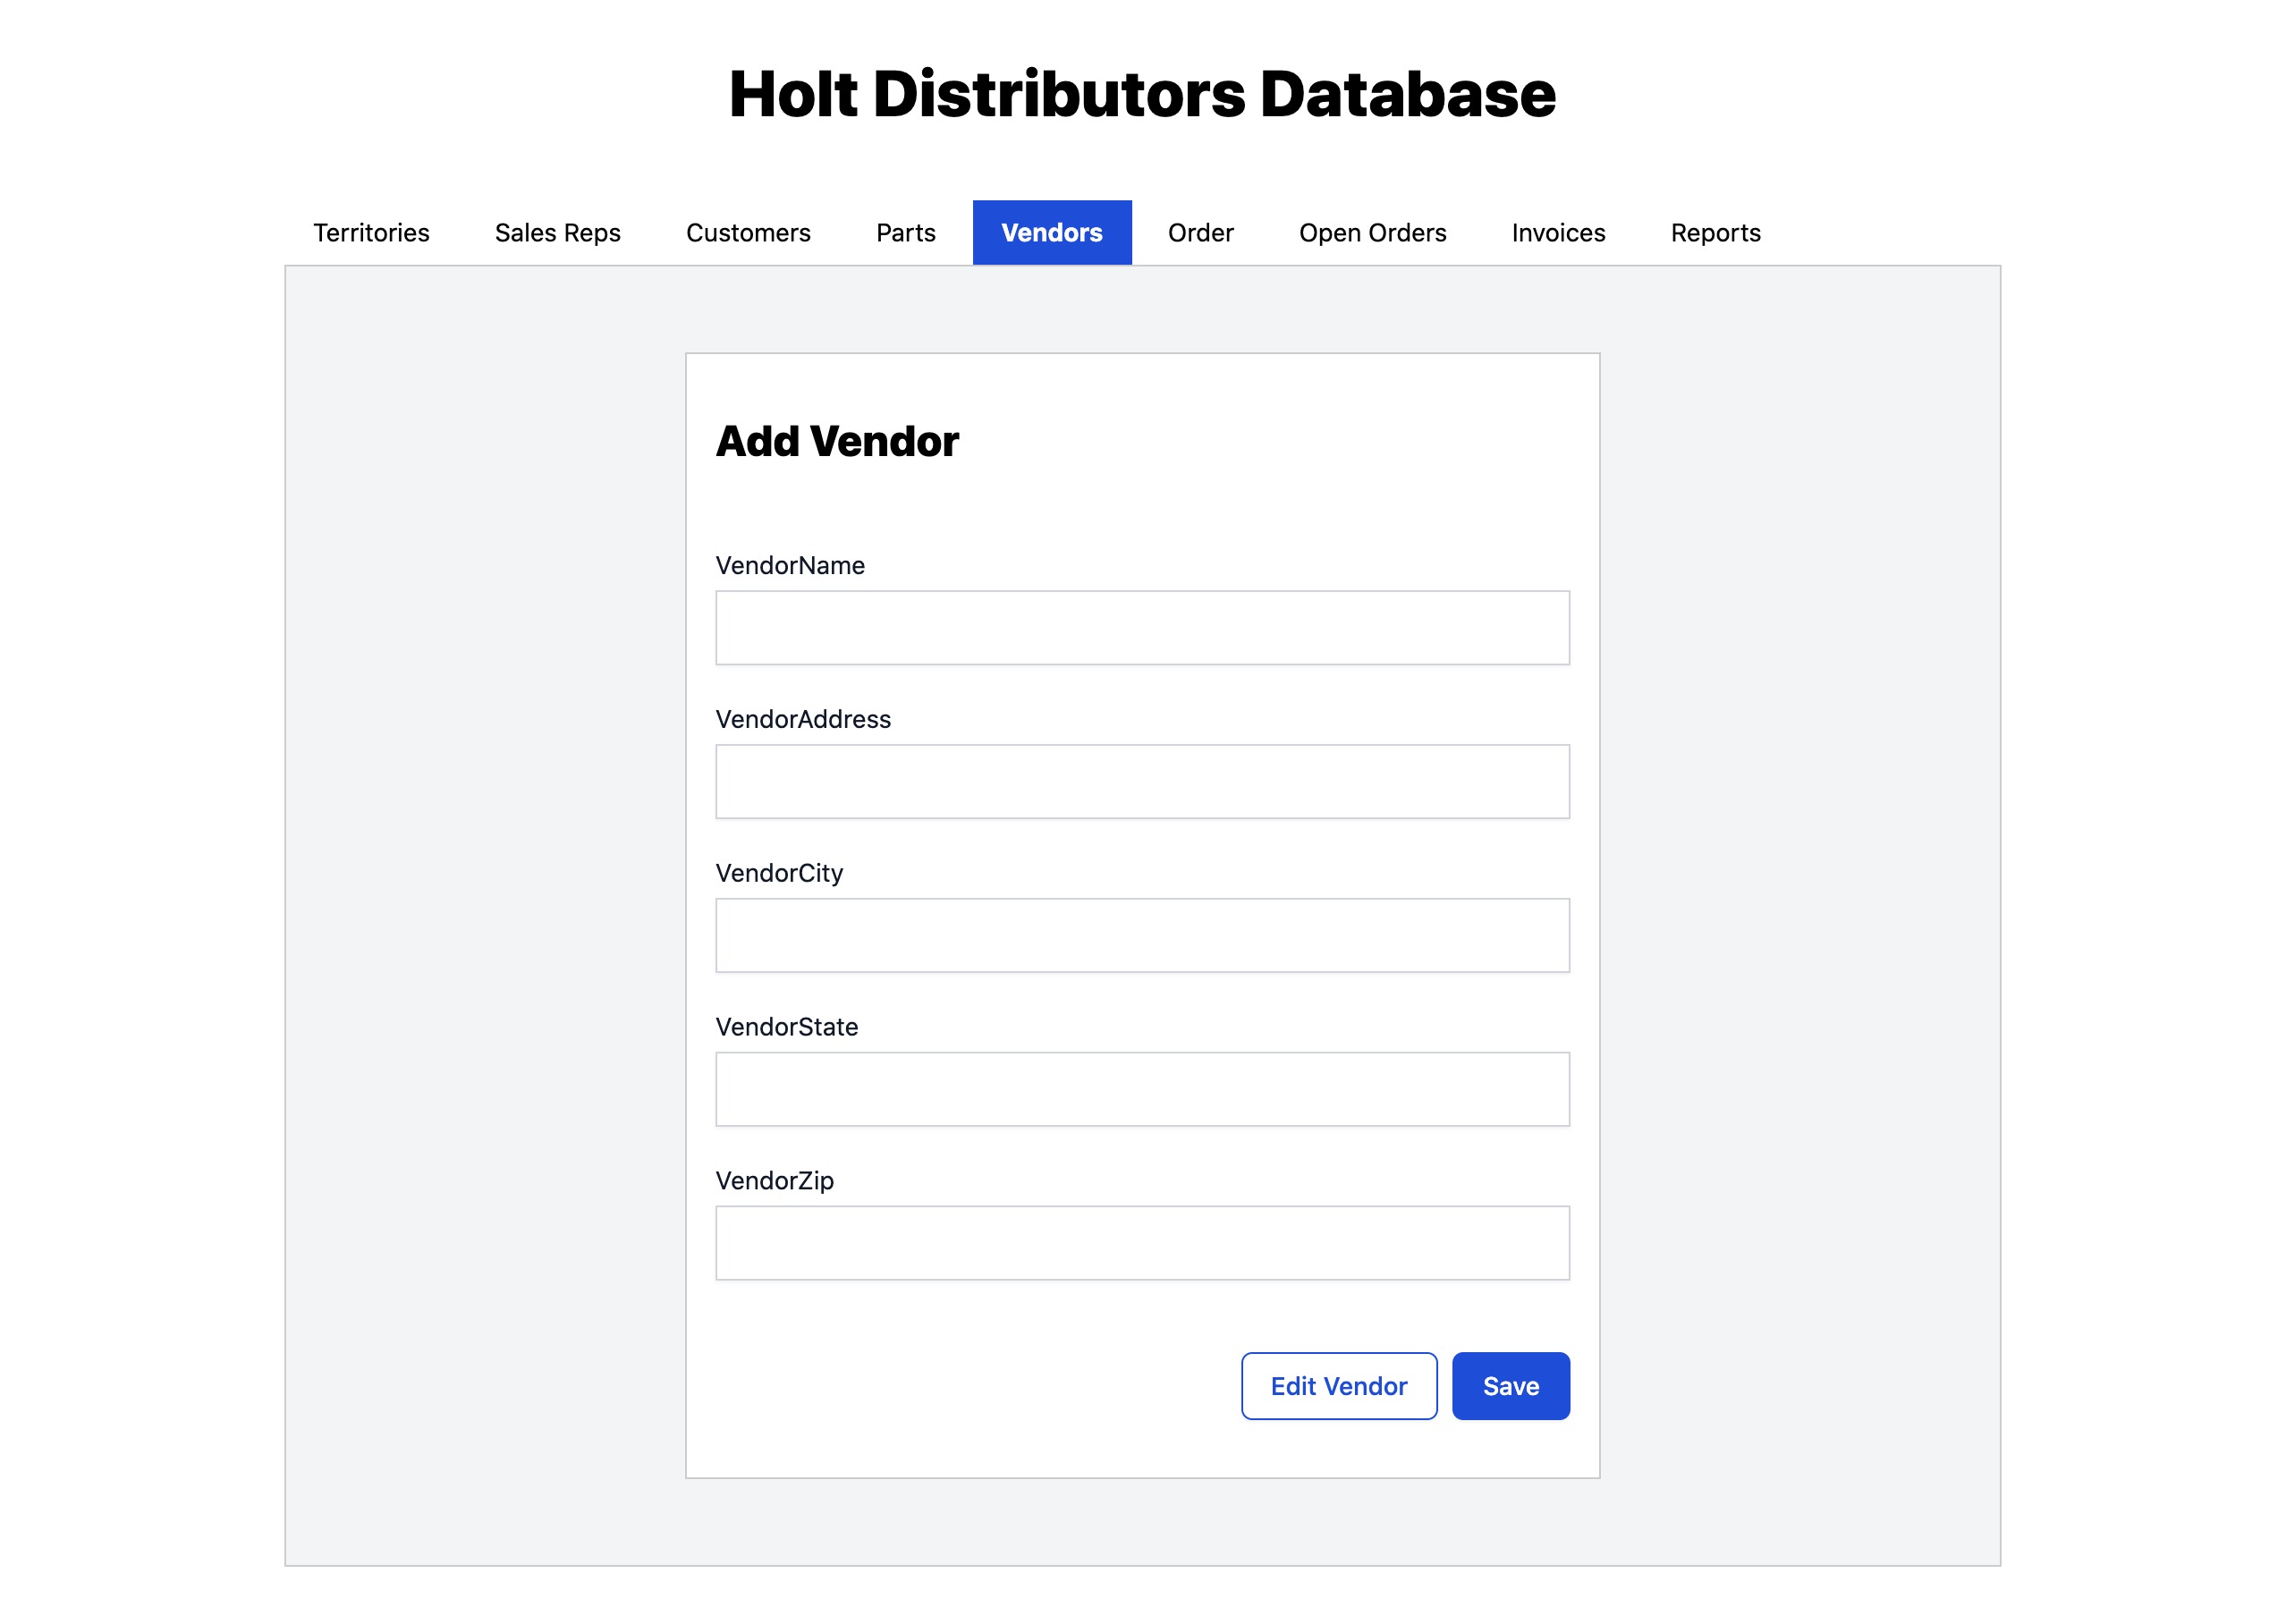 Holt Distributors Database
Territories Sales Reps Customers Parts Vendors Order Open Orders Invoices Reports
Add Vendor
VendorName
VendorAddress
VendorCity
VendorState
VendorZip
Edit Vendor Save